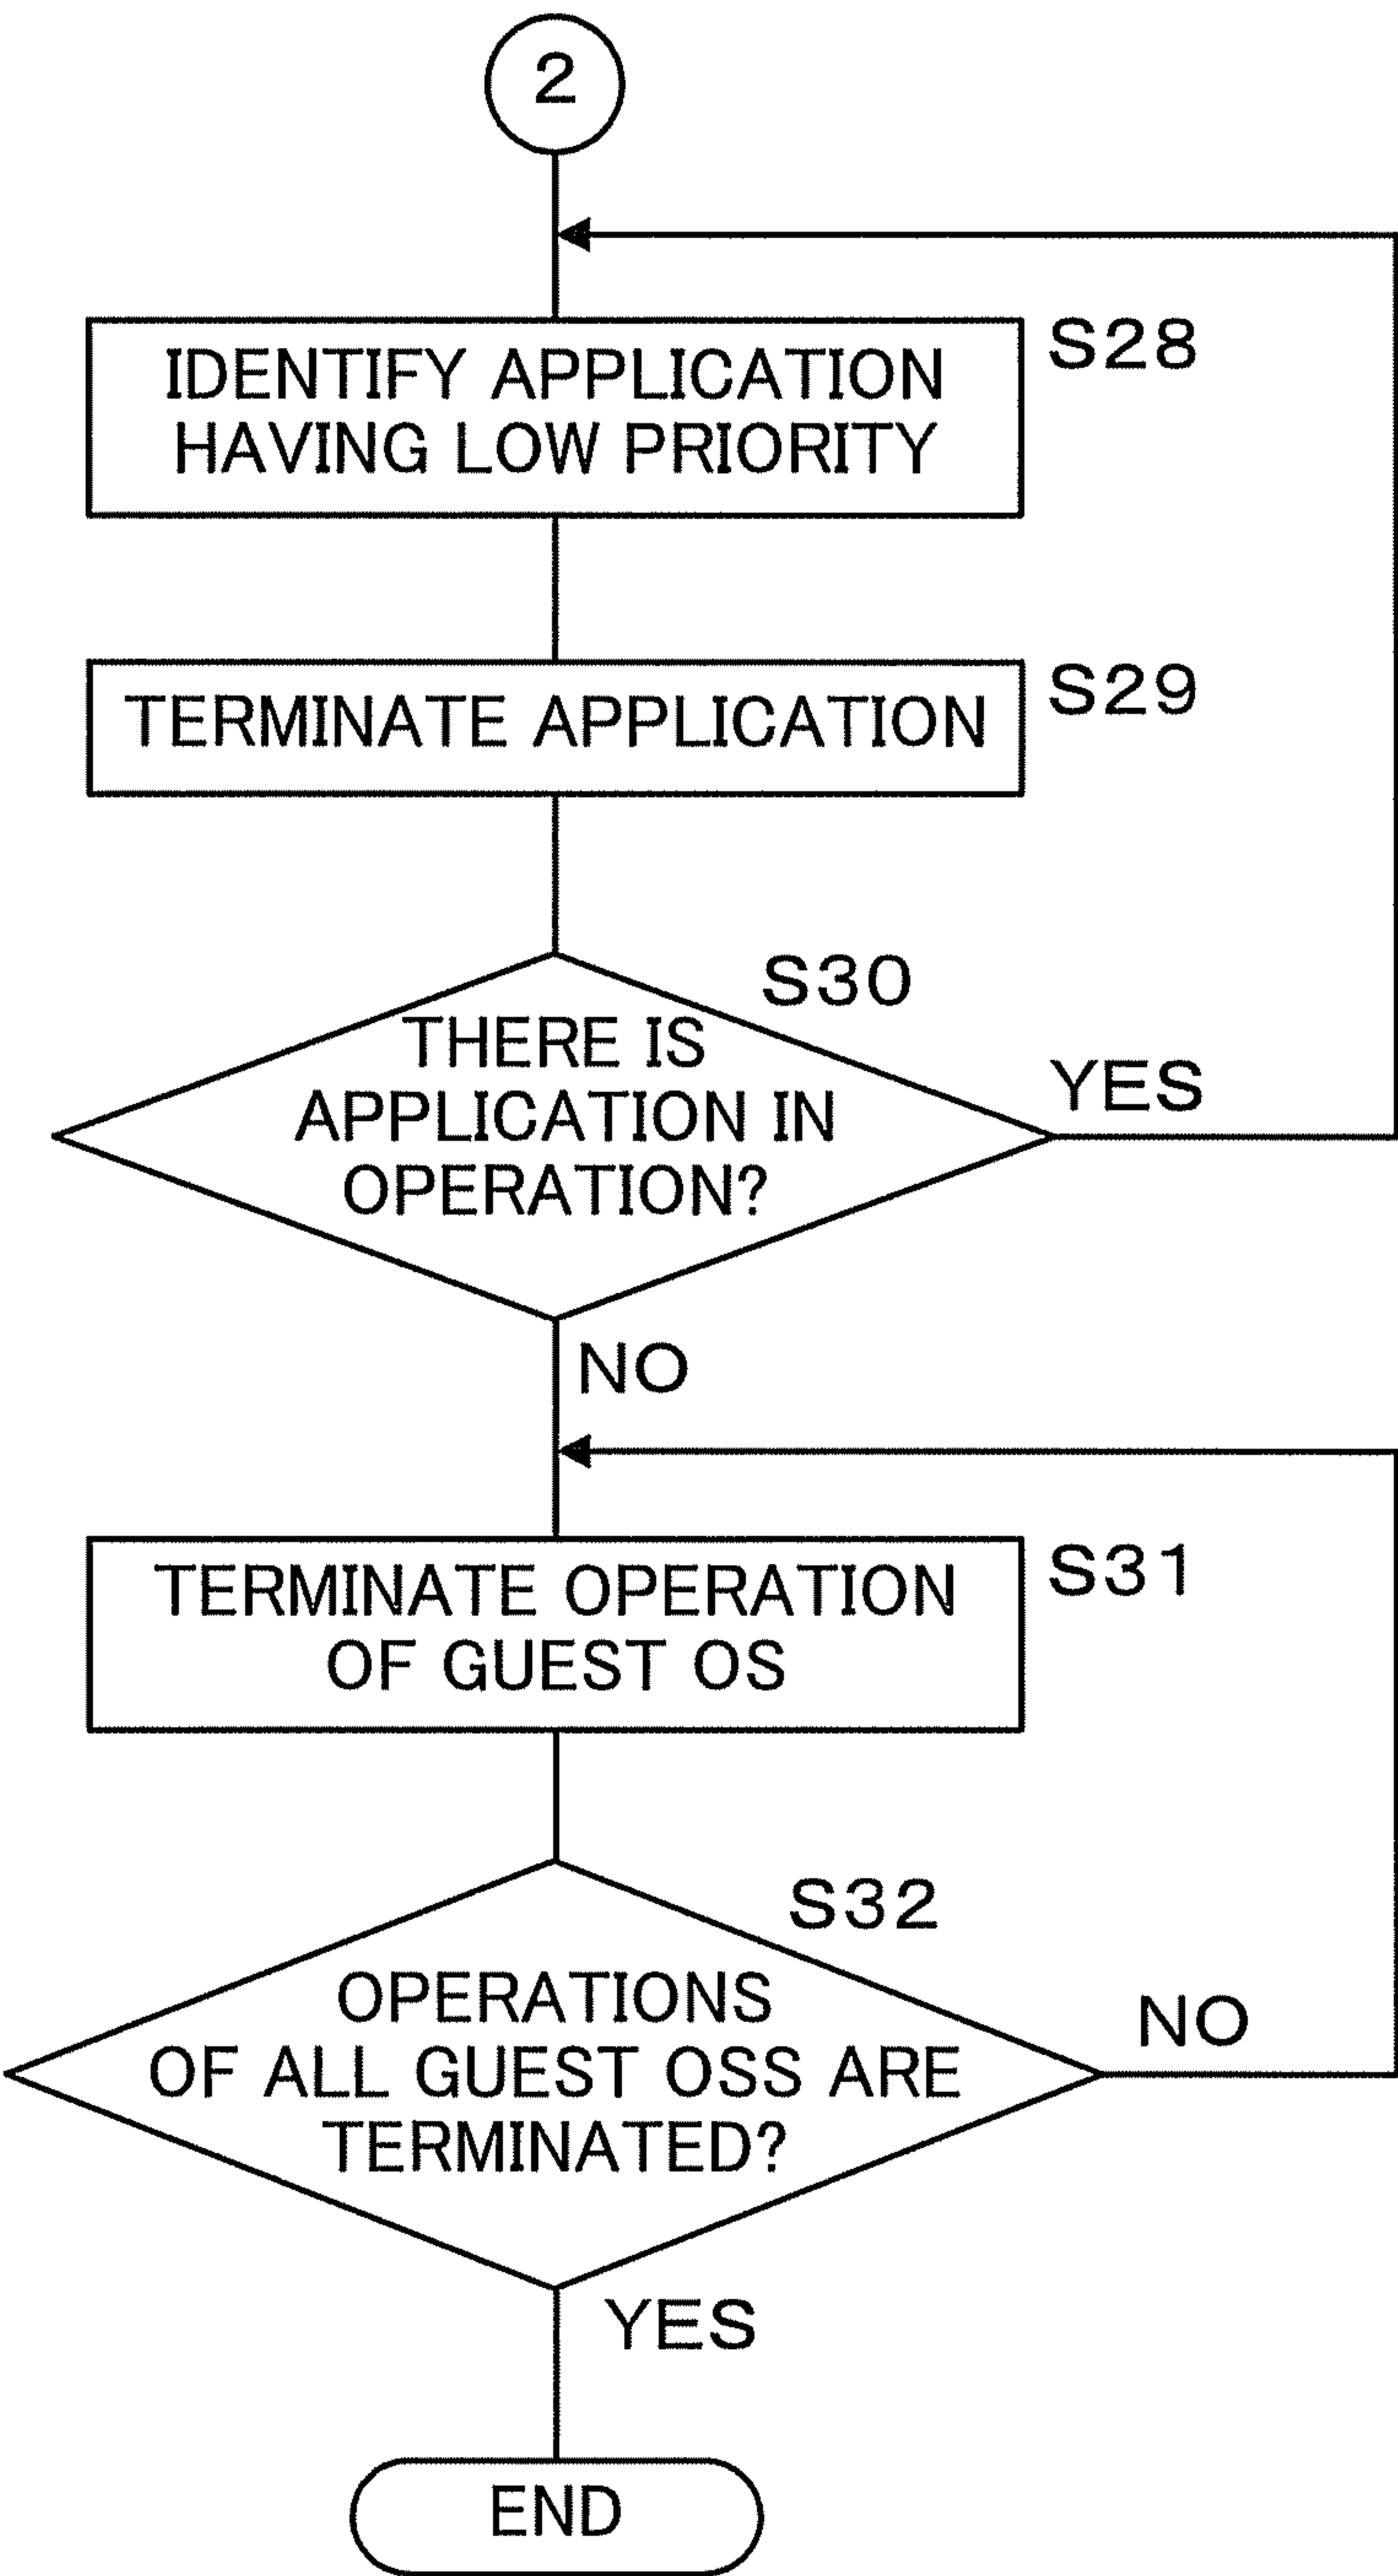 2
IDENTIFY APPLICATION
HAVING LOW PRIORITY
S28
TERMINATE APPLICATION
S29
S30
THERE IS
APPLICATION IN
OPERATION?
YES
NO
TERMINATE OPERATION
OF GUEST OS
S31
S32
OPERATIONS
OF ALL GUEST OSS ARE
TERMINATED?
NO
YES
END